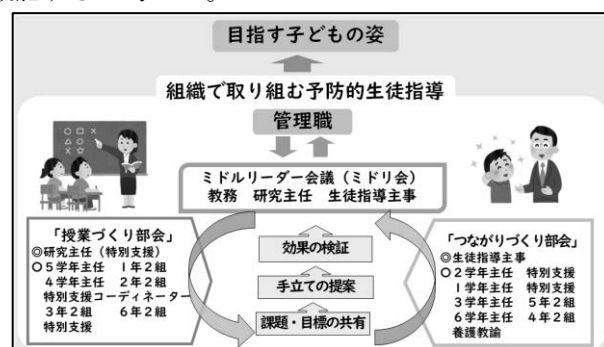 目指す子どもの姿
組織で取り組む予防的生徒指導
管理職
ミドルリーダー会議（ミドリ会）
教務　研究主任　生徒指導主事
「授業づくり部会」
◎研究主任（特別支援）
○５学年主任　１年２組
４学年主任　２年２組
特別支援コーディネーター
３年２組　６年２組
特別支援
効果の検証
手立ての提案
課題・目標の共有
「つながりづくり部会」
◎生徒指導主事
○２学年主任　特別支援
１学年主任　特別支援
３学年主任　５年２組
６学年主任　４年２組
養護教諭